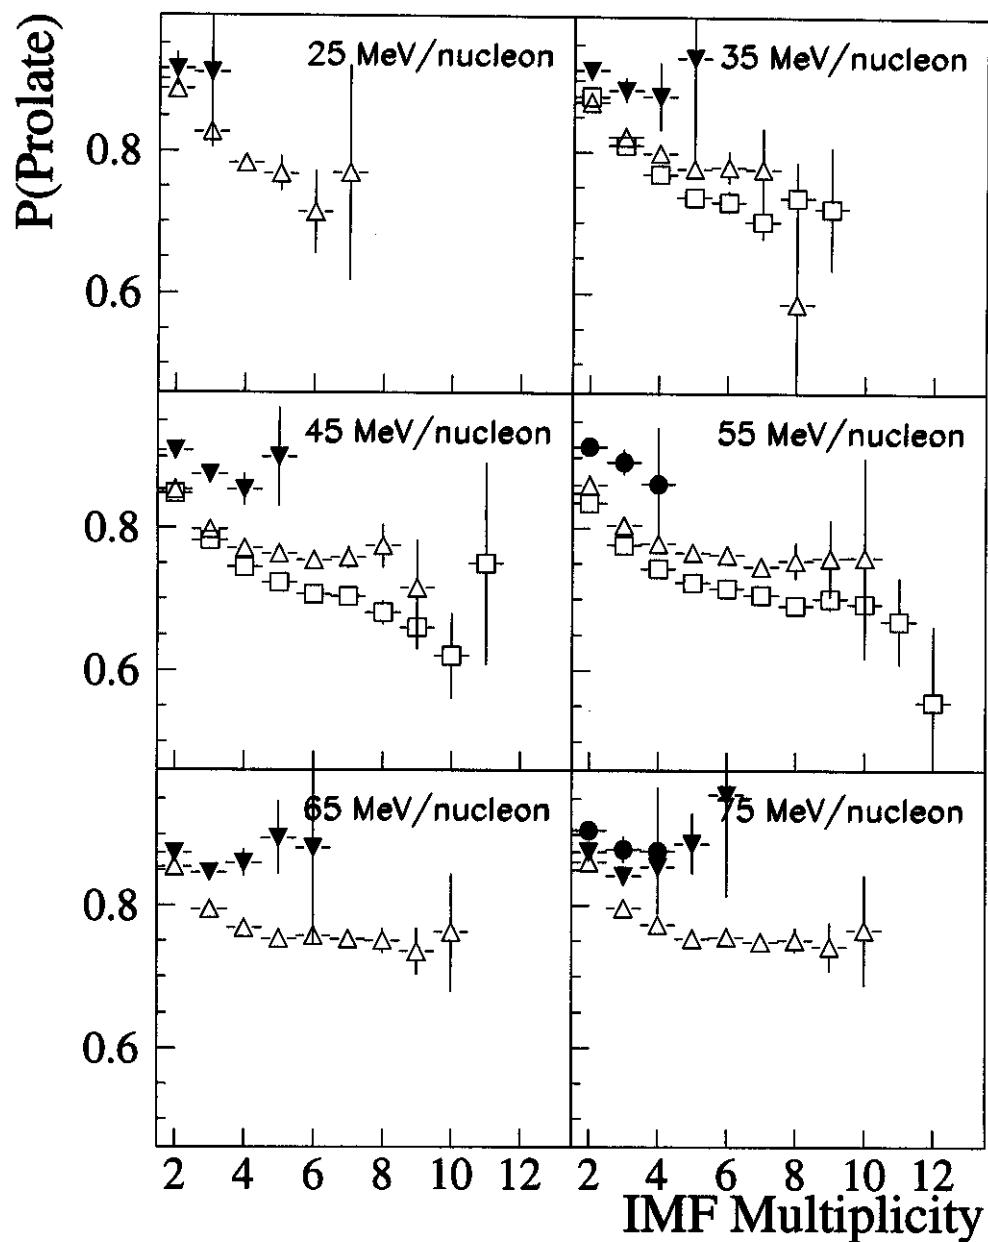 P(Prolate)
25 MeV/nucleon
35 MeV/nucleon
0.8
0.6
45 MeV/nucleon
55 MeV/nucleon
0.8
0.6
65 MeV/nucleon
75 MeV/nucleon
0.8
0.6
2 4 6 8 10 12 2 4 6 8 10 12
IMF Multiplicity